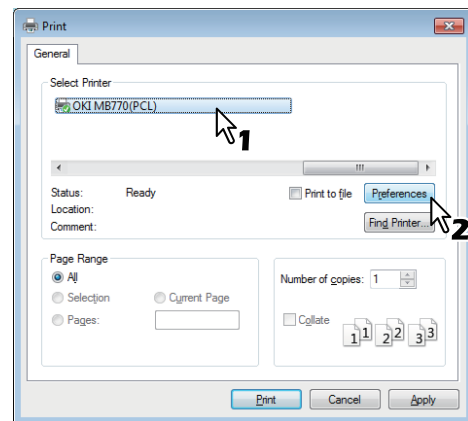 Print
General
Select Printer
OKI MB770(PCL)
1
Status: Ready Print to file Preferences
Location:
Comment: Find Printer... 2
Page Range
All Number of copies: 1
Selection Current Page
Pages: Collate 1 1 2 2 3 3
Print Cancel Apply